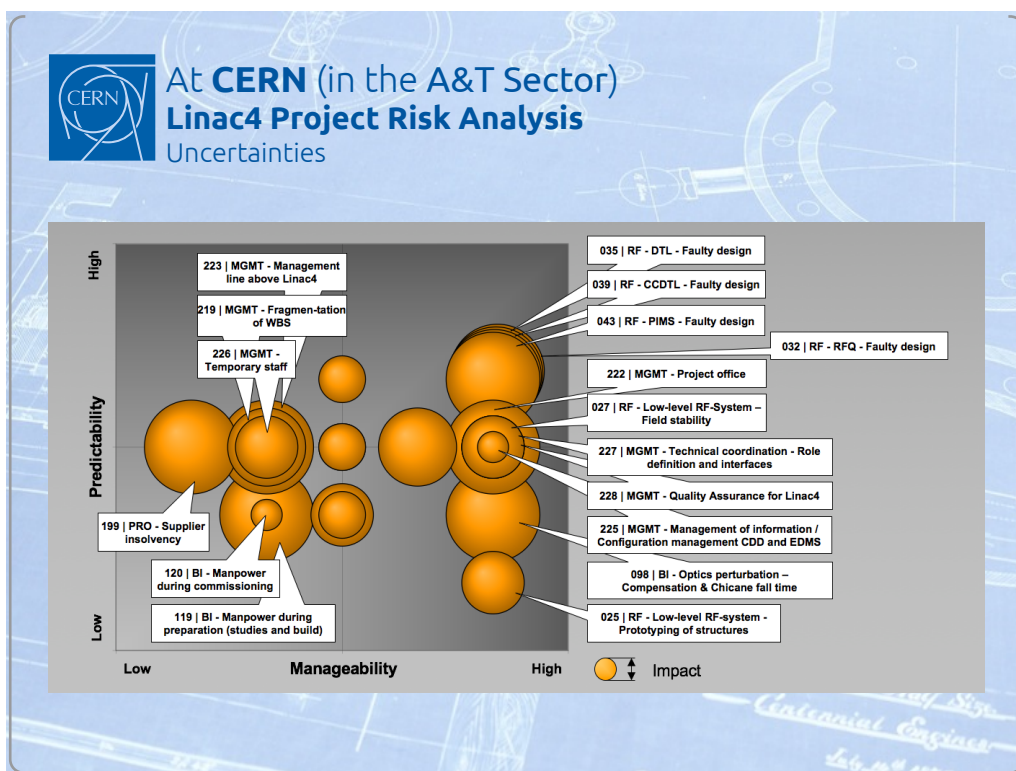 CERN
At CERN (in the A&T Sector)
Linac4 Project Risk Analysis
Uncertainties
High
Predictability
Low
223 | MGMT - Management
line above Linac4
219 | MGMT - Fragmen-tation
of WBS
226 | MGMT -
Temporary staff
199 | PRO - Supplier
insolvency
120 | BI - Manpower
during commissioning
119 | BI - Manpower during
preparation (studies and build)
035 | RF - DTL - Faulty design
039 | RF - CCDTL - Faulty design
043 | RF - PIMS - Faulty design
032 | RF - RFQ - Faulty design
222 | MGMT - Project office
027 | RF - Low-level RF-System –
Field stability
227 | MGMT - Technical coordination - Role
definition and interfaces
228 | MGMT - Quality Assurance for Linac4
225 | MGMT - Management of information /
Configuration management CDD and EDMS
098 | BI - Optics perturbation –
Compensation & Chicane fall time
025 | RF - Low-level RF-system -
Prototyping of structures
Low
Manageability
High
Impact
Size
Centennial Engine